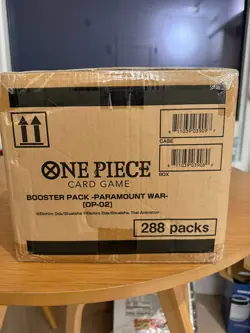 CASE
BOX
ONE PIECE
CARD GAME
BOOSTER PACK -PARAMOUNT WAR-
[OP-02]
288 packs